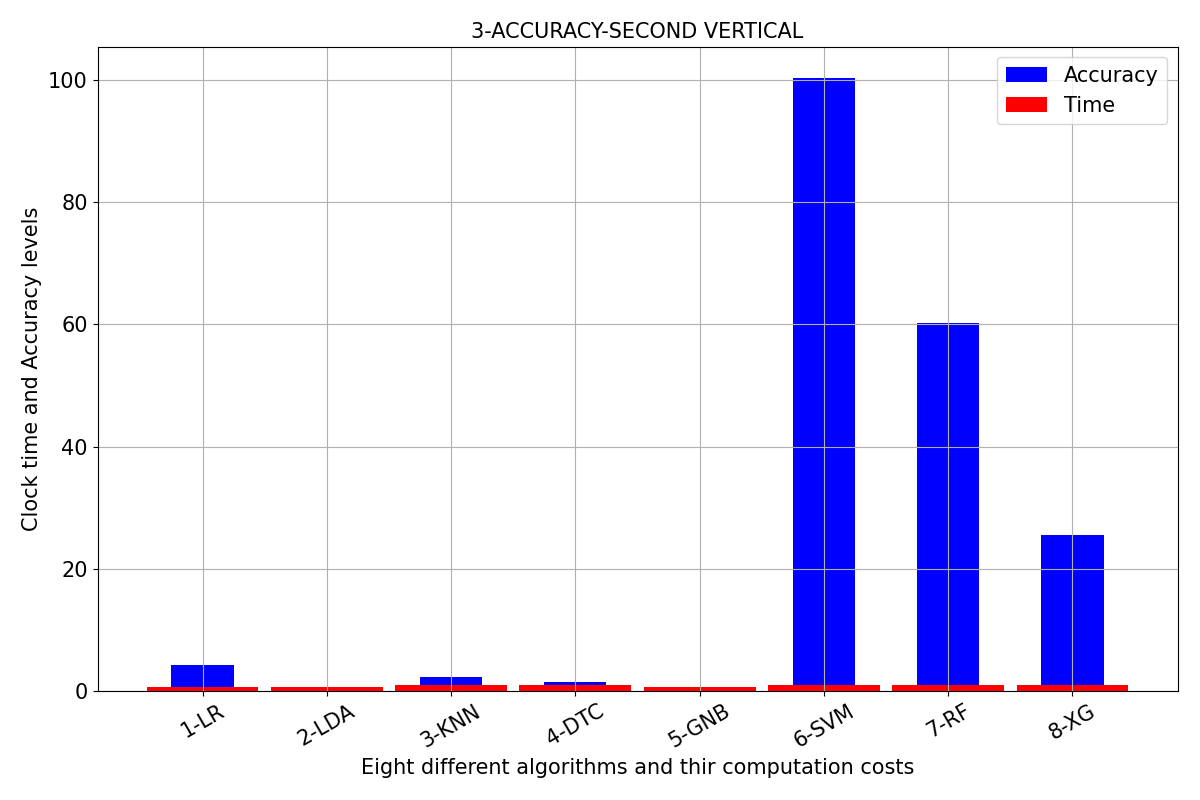 3-ACCURACY-SECOND VERTICAL
Accuracy
Time
Clock time and Accuracy levels
100
80
60
40
20
0
1-LR
2-LDA
3-KNN
4-DTC
5-GNB
6-SVM
7-RF
8-XG
Eight different algorithms and thir computation costs